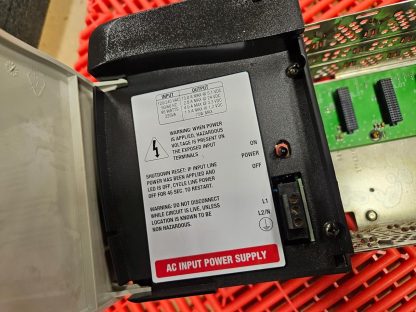 INPUT OUTPUT
WARNING: WHEN POWER
IS APPLIED, HAZARDOUS
VOLTAGE IS PRESENT ON
THE EXPOSED INPUT
TERMINALS
ON
POWER
OFF
SHUTDOWN RESET: IF INPUT LINE
POWER HAS BEEN APPLIED AND
LED IS OFF, CYCLE LINE POWER
OFF FOR 45 SEC. TO RESTART.
WARNING: DO NOT DISCONNECT
WHILE CIRCUIT IS LIVE, UNLESS
LOCATION IS KNOWN TO BE
NON HAZARDOUS.
L1
L2/N
AC INPUT POWER SUPPLY